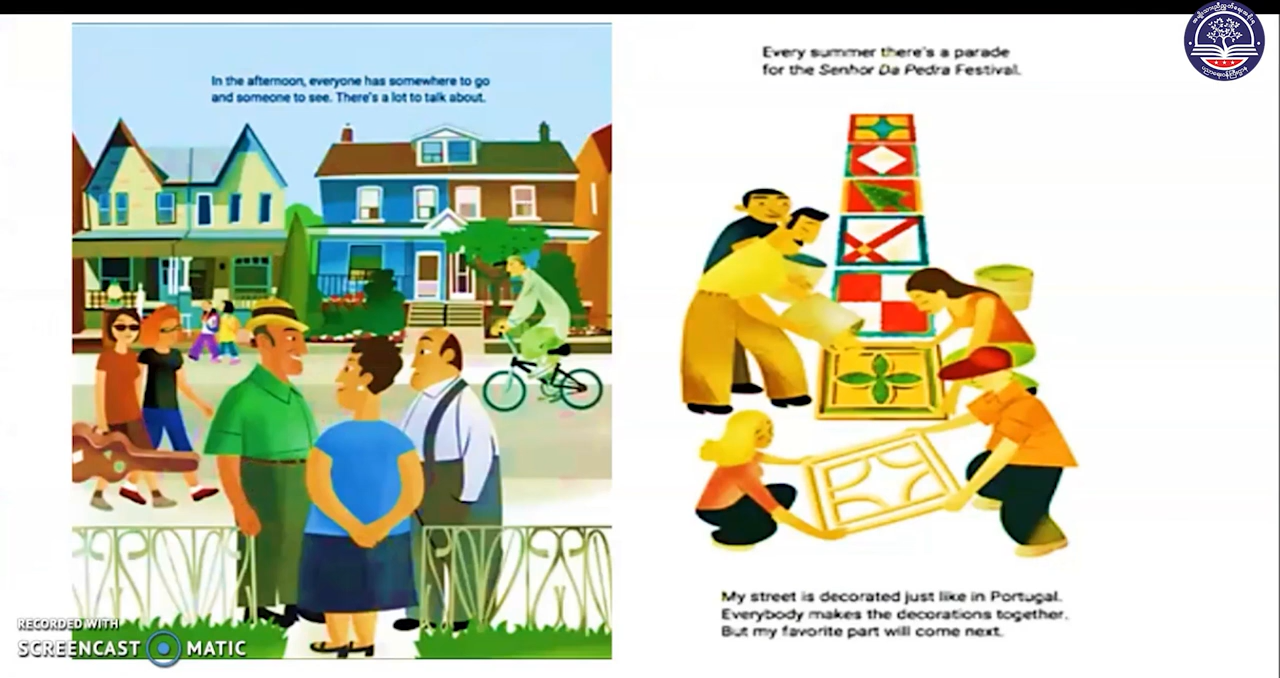 In the afternoon, everyone has somewhere to go
and someone to see. There's a lot to talk about.
Every summer there's a parade
for the Senhor Da Pedra Festival.
My street is decorated just like in Portugal.
Everybody makes the decorations together.
But my favorite part will come next.
RECORDED WITH
SCREENCAST MATIC